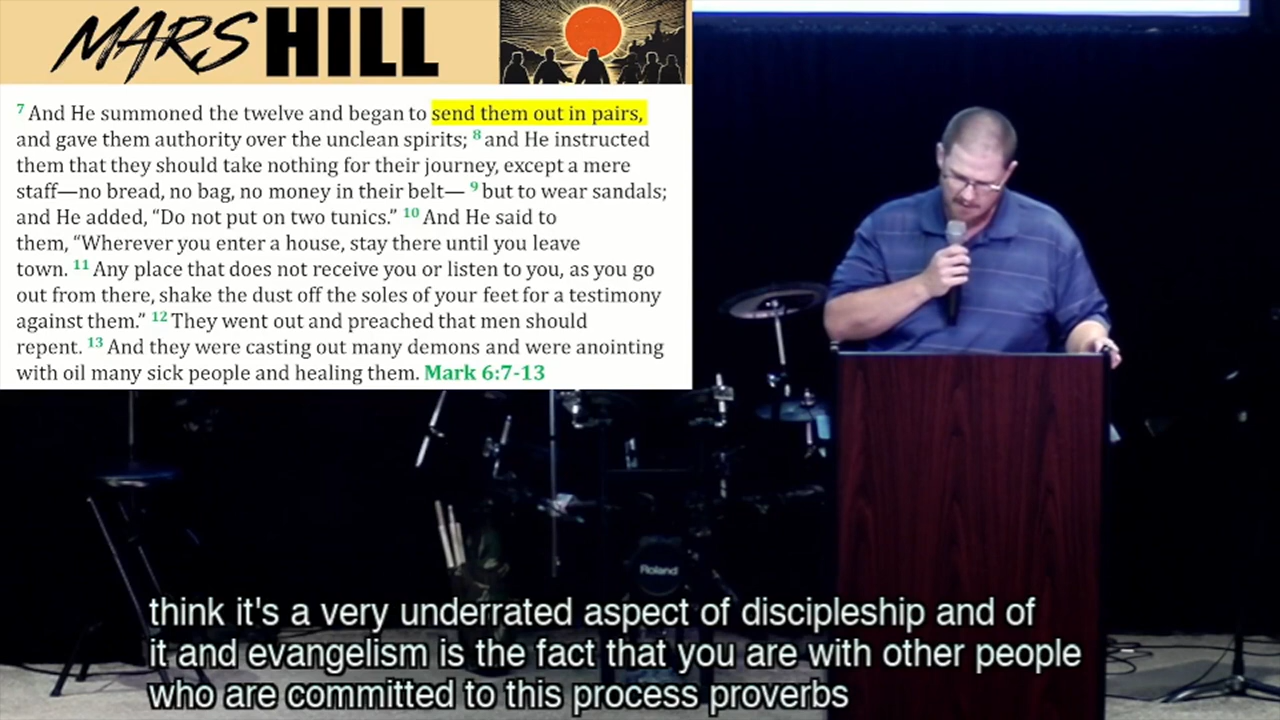 MARS HILL
7 And He summoned the twelve and began to send them out in pairs,
and gave them authority over the unclean spirits; 8 and He instructed
them that they should take nothing for their journey, except a mere
staff—no bread, no bag, no money in their belt— 9 but to wear sandals;
and He added, “Do not put on two tunics.” 10 And He said to
them, “Wherever you enter a house, stay there until you leave
town. 11 Any place that does not receive you or listen to you, as you go
out from there, shake the dust off the soles of your feet for a testimony
against them.” 12 They went out and preached that men should
repent. 13 And they were casting out many demons and were anointing
with oil many sick people and healing them. Mark 6:7-13
Roland
think it's a very underrated aspect of discipleship and of
it and evangelism is the fact that you are with other people
who are committed to this process proverbs